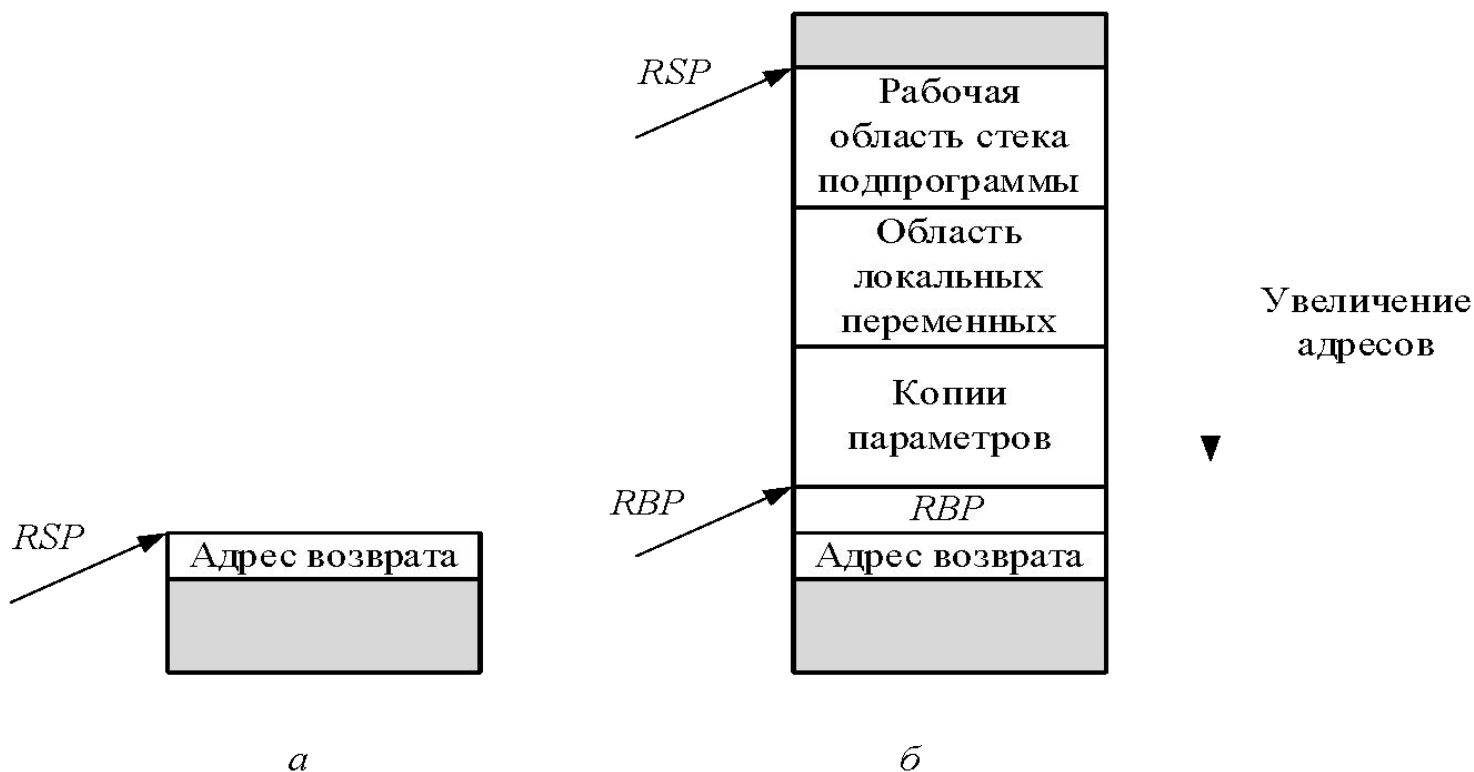 RSP
Рабочая
область стека
подпрограммы
Область
локальных
переменных
Увеличение
адресов
Копии
параметров
RBP
RBP
RSP
Адрес возврата
Адрес возврата
а
б